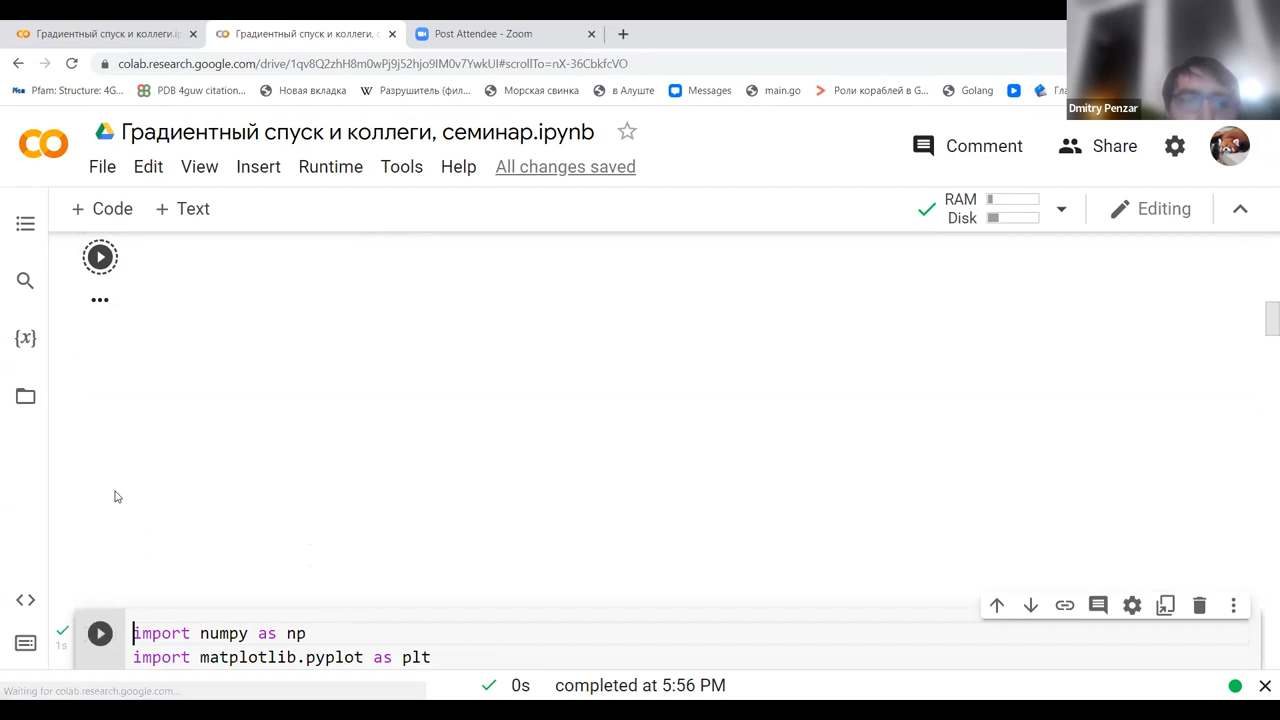 Градиентный спуск и коллеги.ip
Градиентный спуск и коллеги, с
Post Attendee - Zoom
colab.research.google.com/drive/1qv8Q2zhH8m0wPj9j52hjo9IM0v7YwkUI#scrollTo=nX-36CbkfcVO
Pfam: Structure: 4G...
PDB 4guw citation...
Новая вкладка
Разрушитель (фил...
Морская свинка
в Алуште
Messages
main.go
Роли кораблей в G...
Golang
Dmitry Penzar
Градиентный спуск и коллеги, семинар.ipynb
Comment
Share
File Edit View Insert Runtime Tools Help All changes saved
+ Code + Text
RAM
Disk
Editing
{x}
import numpy as np
1s
import matplotlib.pyplot as plt
Waiting for colab.research.google.com...
0s completed at 5:56 PM